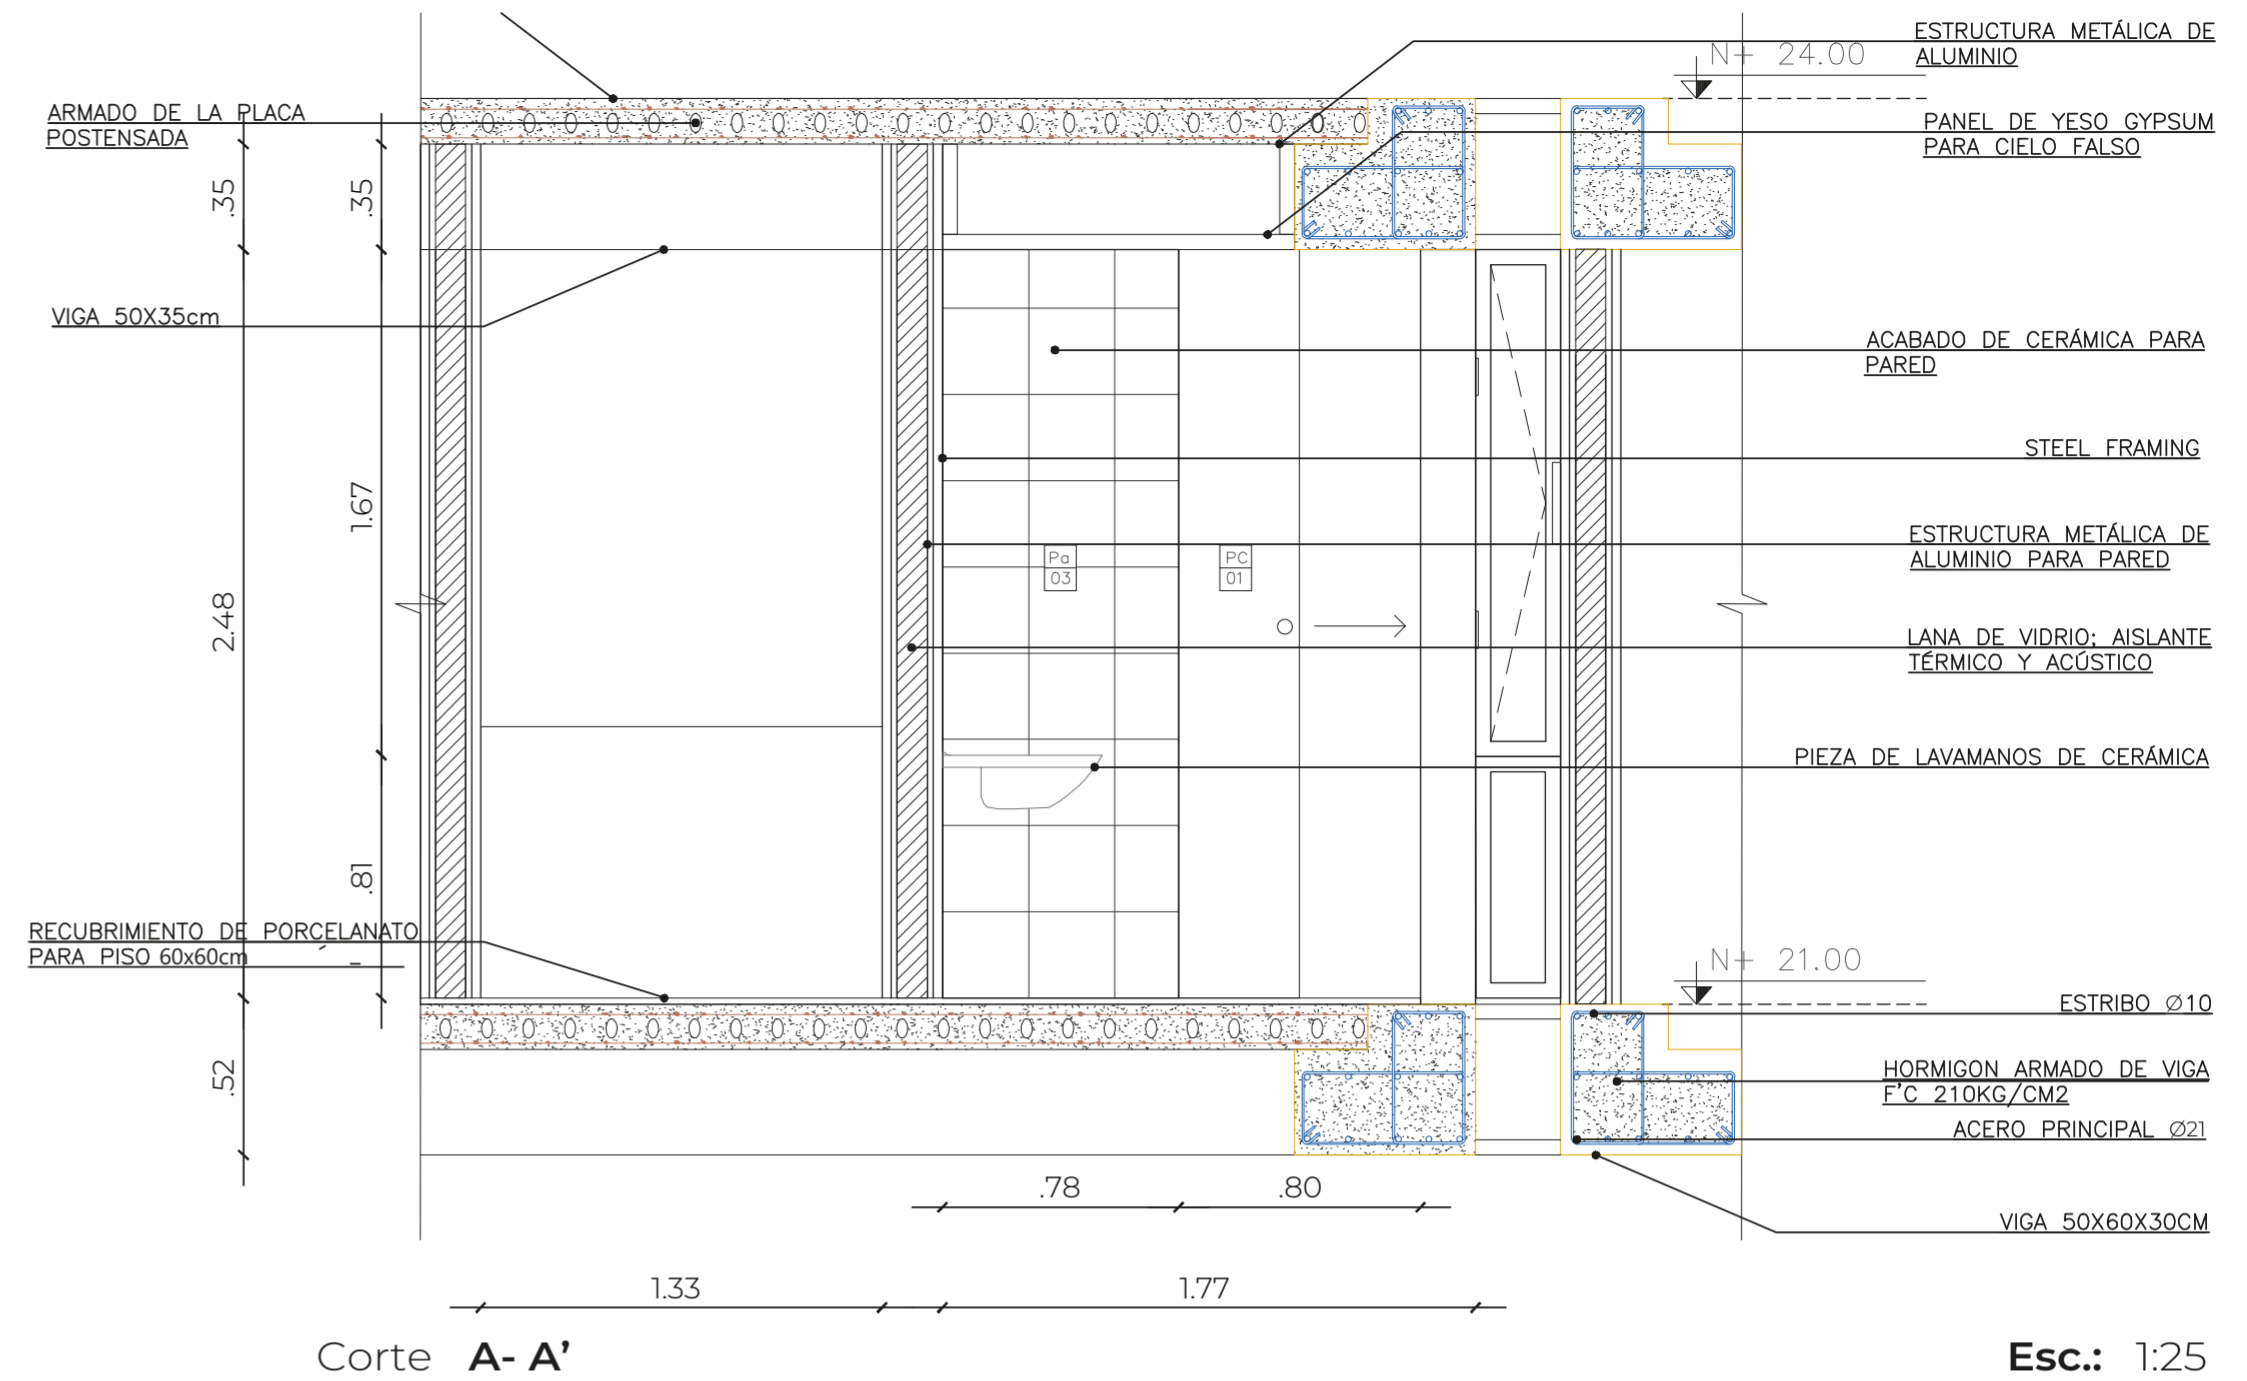 ESTRUCTURA METÁLICA DE
ALUMINIO
N+ 24.00
ARMADO DE LA PLACA
POSTENSADA
PANEL DE YESO GYPSUM
PARA CIELO FALSO
.35
.35
VIGA 50X35cm
ACABADO DE CERÁMICA PARA
PARED
STEEL FRAMING
1.67
ESTRUCTURA METÁLICA DE
ALUMINIO PARA PARED
Pa
03
PC
01
2.48
LANA DE VIDRIO; AISLANTE
TÉRMICO Y ACÚSTICO
PIEZA DE LAVAMANOS DE CERÁMICA
.81
RECUBRIMIENTO DE PORCELANATO
PARA PISO 60x60cm
N+ 21.00
ESTRIBO Ø10
.52
HORMIGON ARMADO DE VIGA
F'C 210KG/CM2
ACERO PRINCIPAL Ø21
.78
.80
VIGA 50X60X30CM
1.33
1.77
Corte A- A’
Esc.: 1:25